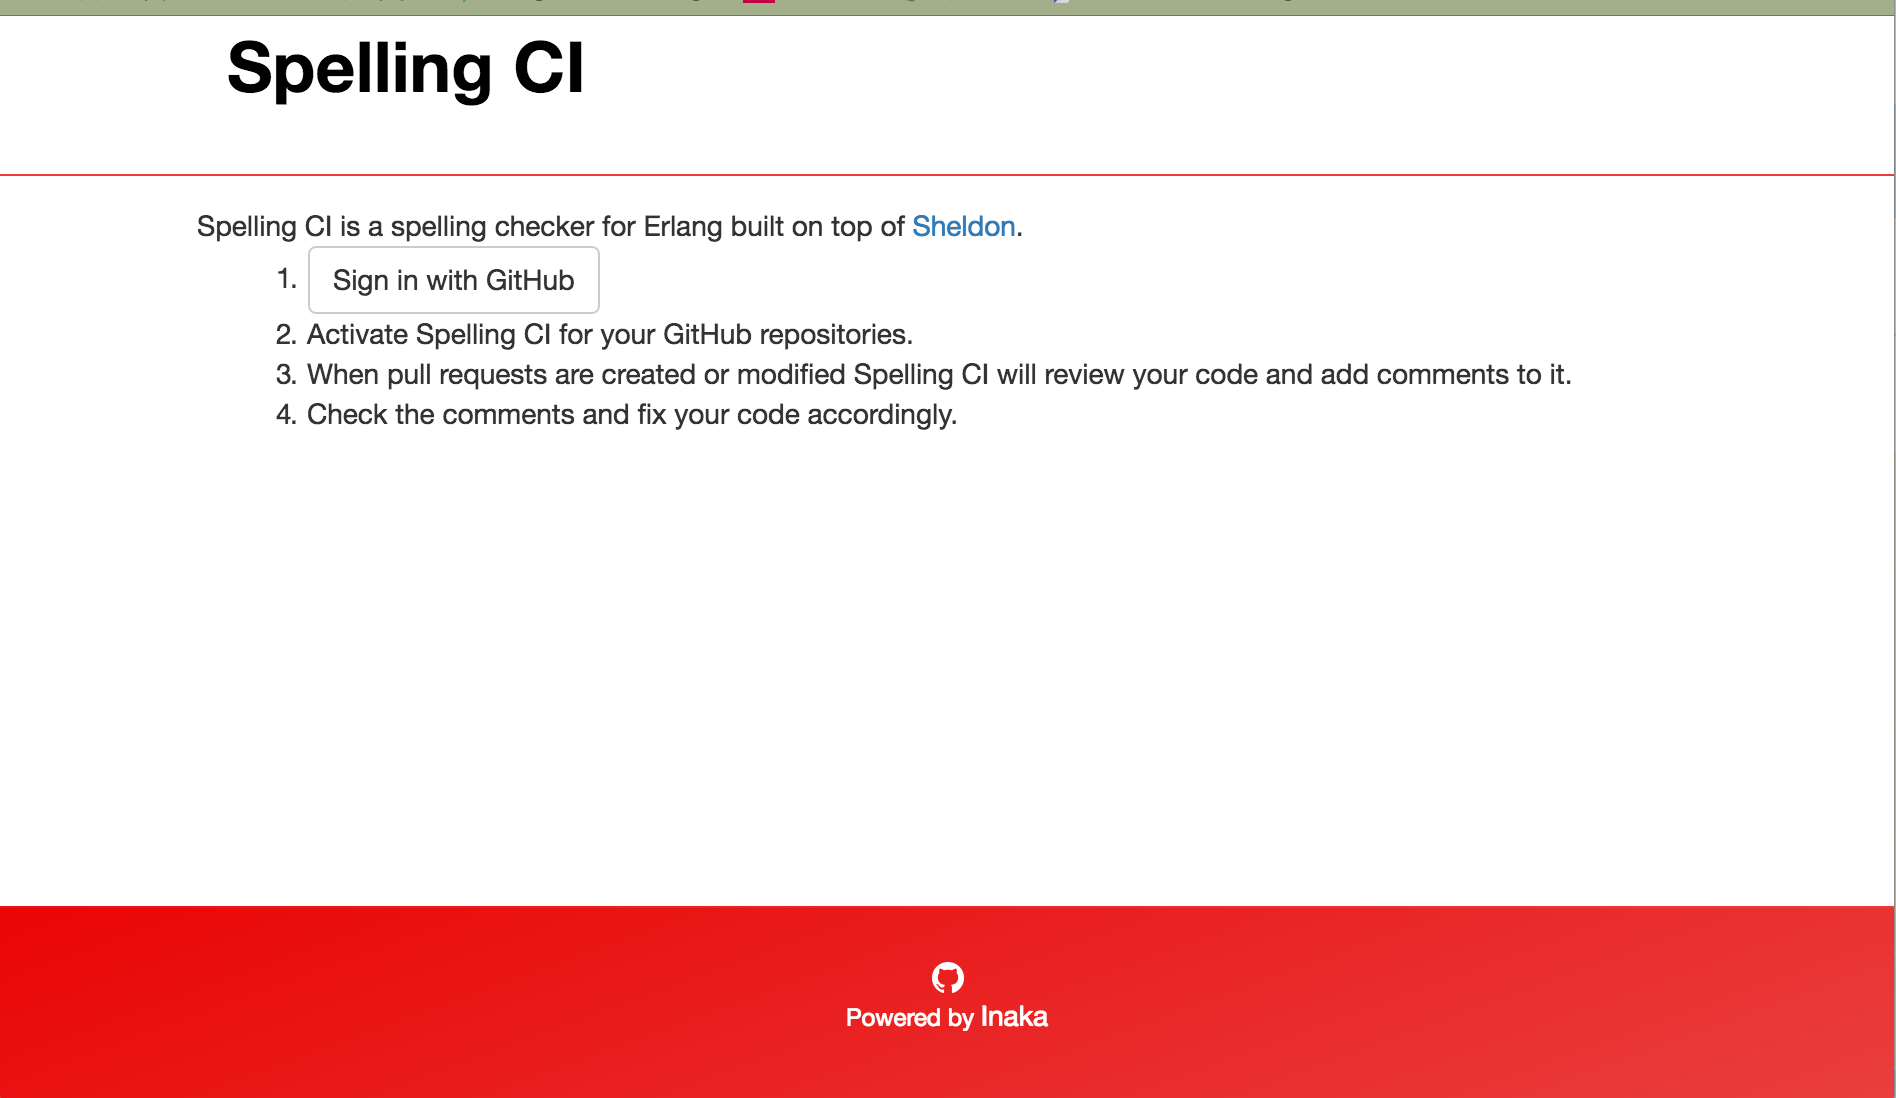 Spelling CI
Spelling CI is a spelling checker for Erlang built on top of Sheldon.
1. Sign in with GitHub
2. Activate Spelling CI for your GitHub repositories.
3. When pull requests are created or modified Spelling CI will review your code and add comments to it.
4. Check the comments and fix your code accordingly.
Powered by Inaka